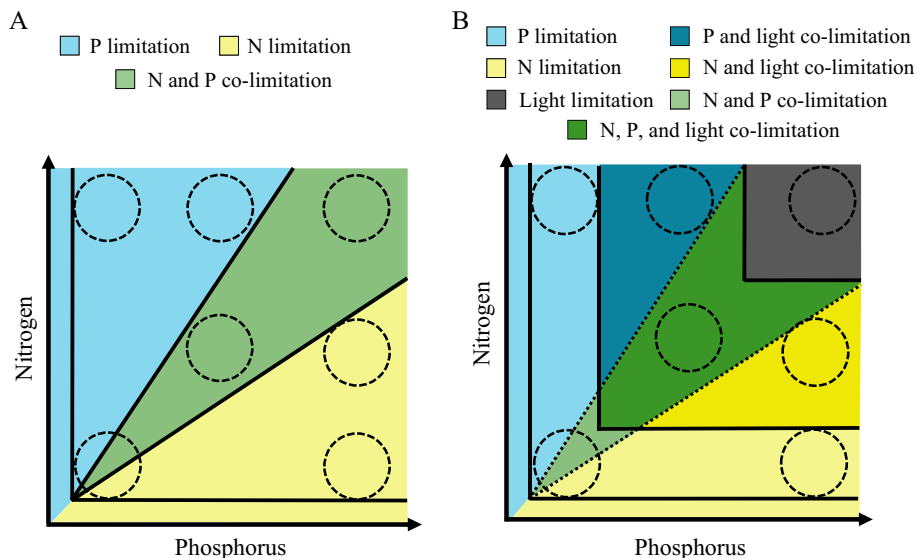 A
P limitation
N limitation
N and P co-limitation
Nitrogen
Phosphorus
B
P limitation
P and light co-limitation
N limitation
N and light co-limitation
Light limitation
N and P co-limitation
N, P, and light co-limitation
Nitrogen
Phosphorus